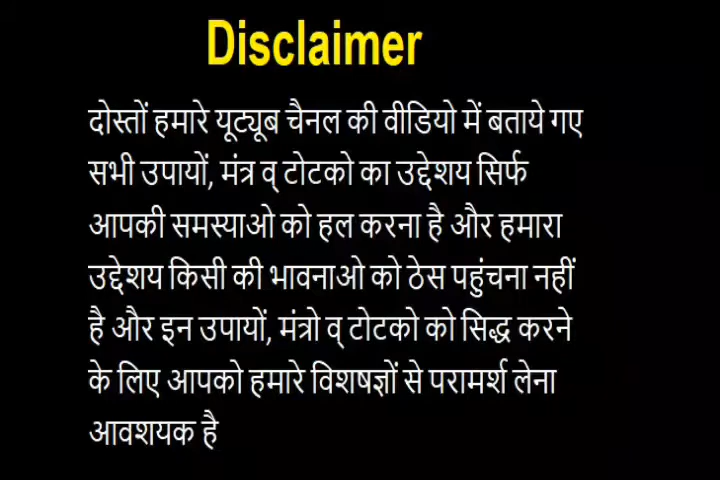 Disclaimer
दोस्तों हमारे यूट्यूब चैनल की वीडियो में बताये गए
सभी उपायों, मंत्र व् टोटको का उद्देशय सिर्फ
आपकी समस्याओ को हल करना है और हमारा
उद्देशय किसी की भावनाओ को ठेस पहुंचना नहीं
है और इन उपायों, मंत्रो व् टोटको को सिद्ध करने
के लिए आपको हमारे विशषज्ञों से परामर्श लेना
आवशयक है